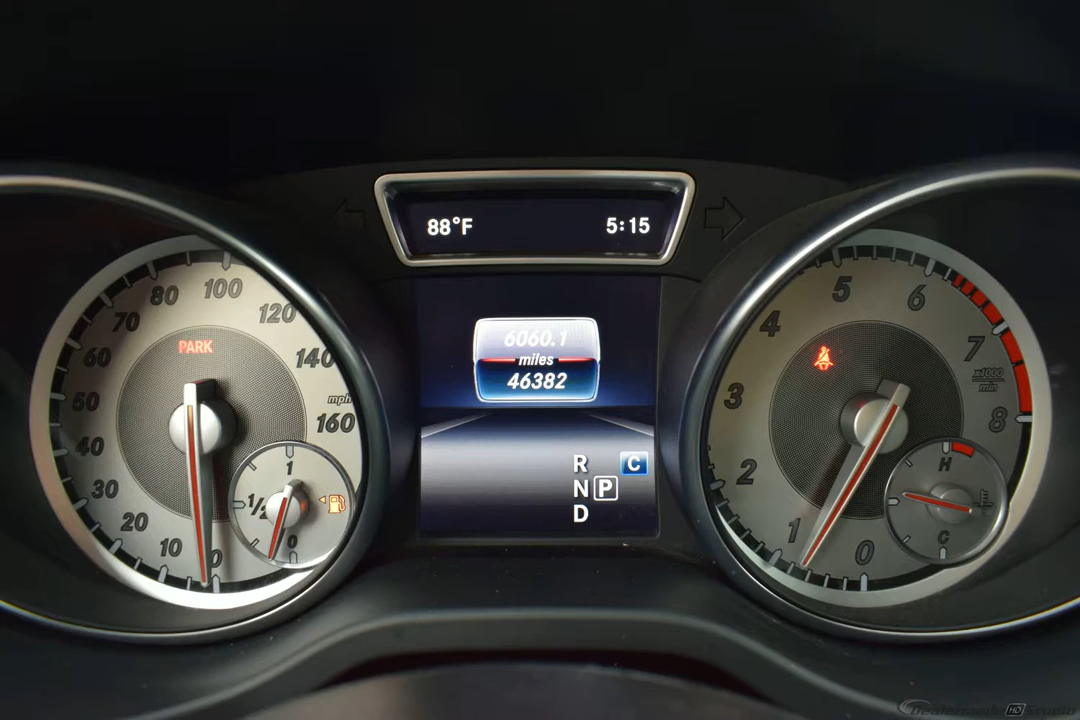 88°F 5:15
6060.1
miles
46382
R C
N P
D
PARK
0 10 20 30 40 50 60 70 80 100 120 140 160
mph
1
1/2
0
0 1 2 3 4 5 6 7 8
x1000
min
H
C
HD